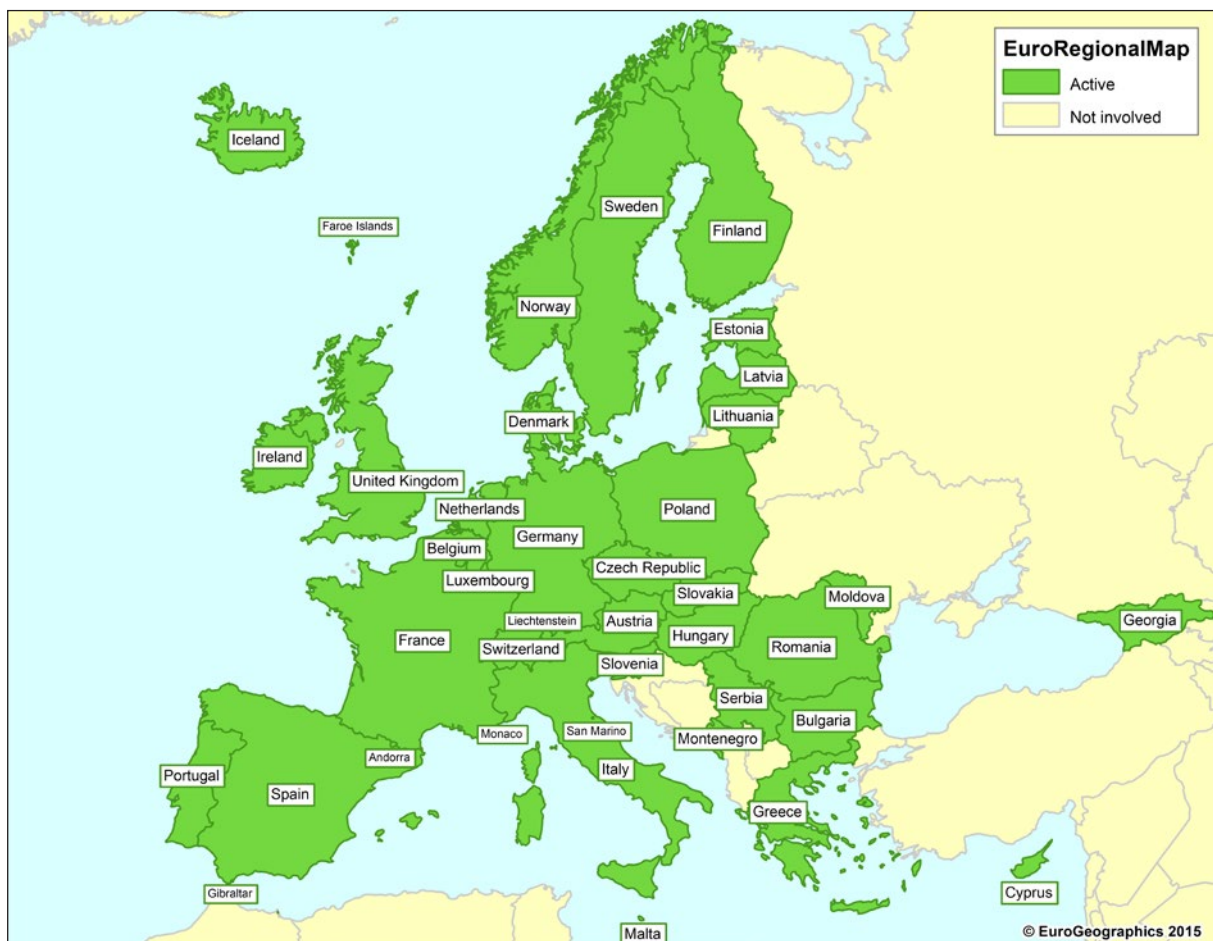 EuroRegionalMap
Active
Not involved
Iceland
Faroe Islands
Sweden
Finland
Norway
Estonia
Latvia
Lithuania
Denmark
Ireland
United Kingdom
Netherlands
Poland
Germany
Belgium
Czech Republic
Luxembourg
Slovakia
Moldova
Liechtenstein
Austria
Georgia
France
Hungary
Romania
Switzerland
Slovenia
Serbia
Bulgaria
Monaco
San Marino
Montenegro
Andorra
Portugal
Italy
Spain
Greece
Gibraltar
Cyprus
Malta
© EuroGeographics 2015